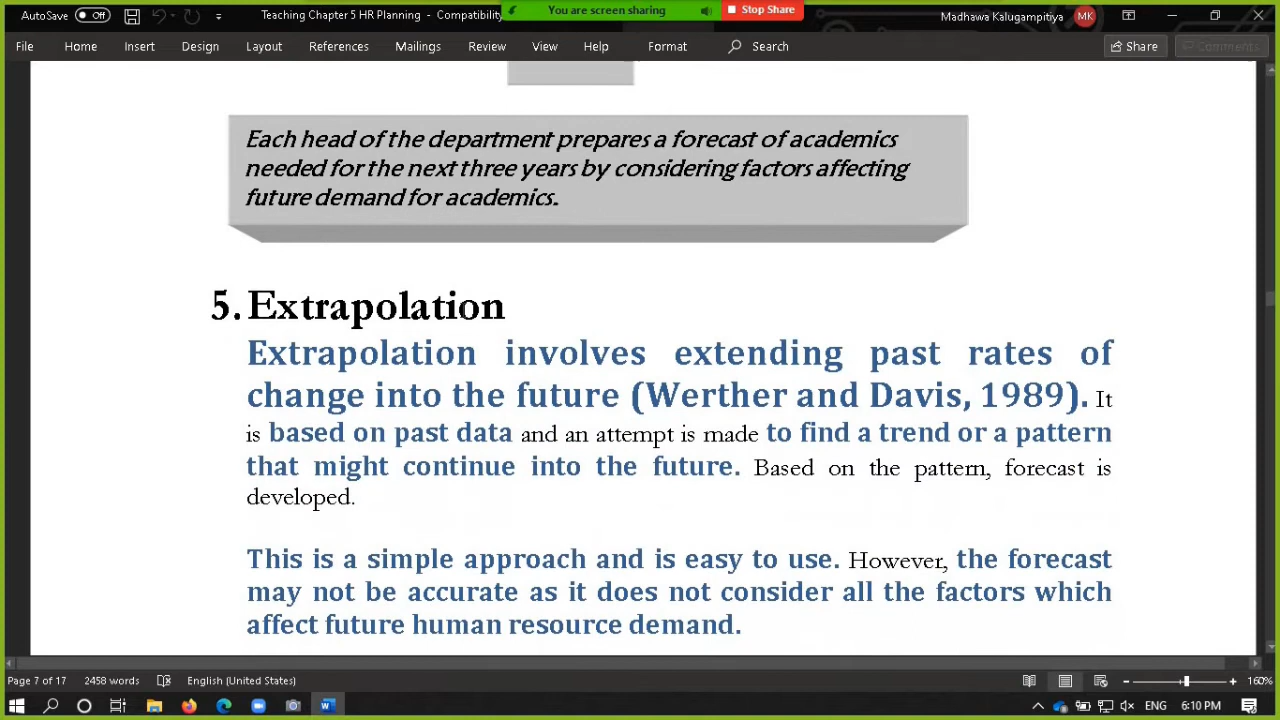 AutoSave Off Teaching Chapter 5 HR Planning - Compatibility You are screen sharing Stop Share Madhawa Kalugampitiya MK
File Home Insert Design Layout References Mailings Review View Help Format Search Share Comments
Each head of the department prepares a forecast of academics
needed for the next three years by considering factors affecting
future demand for academics.
5. Extrapolation
Extrapolation involves extending past rates of
change into the future (Werther and Davis, 1989). It
is based on past data and an attempt is made to find a trend or a pattern
that might continue into the future. Based on the pattern, forecast is
developed.
This is a simple approach and is easy to use. However, the forecast
may not be accurate as it does not consider all the factors which
affect future human resource demand.
Page 7 of 17 2458 words English (United States) 160%
ENG 6:10 PM